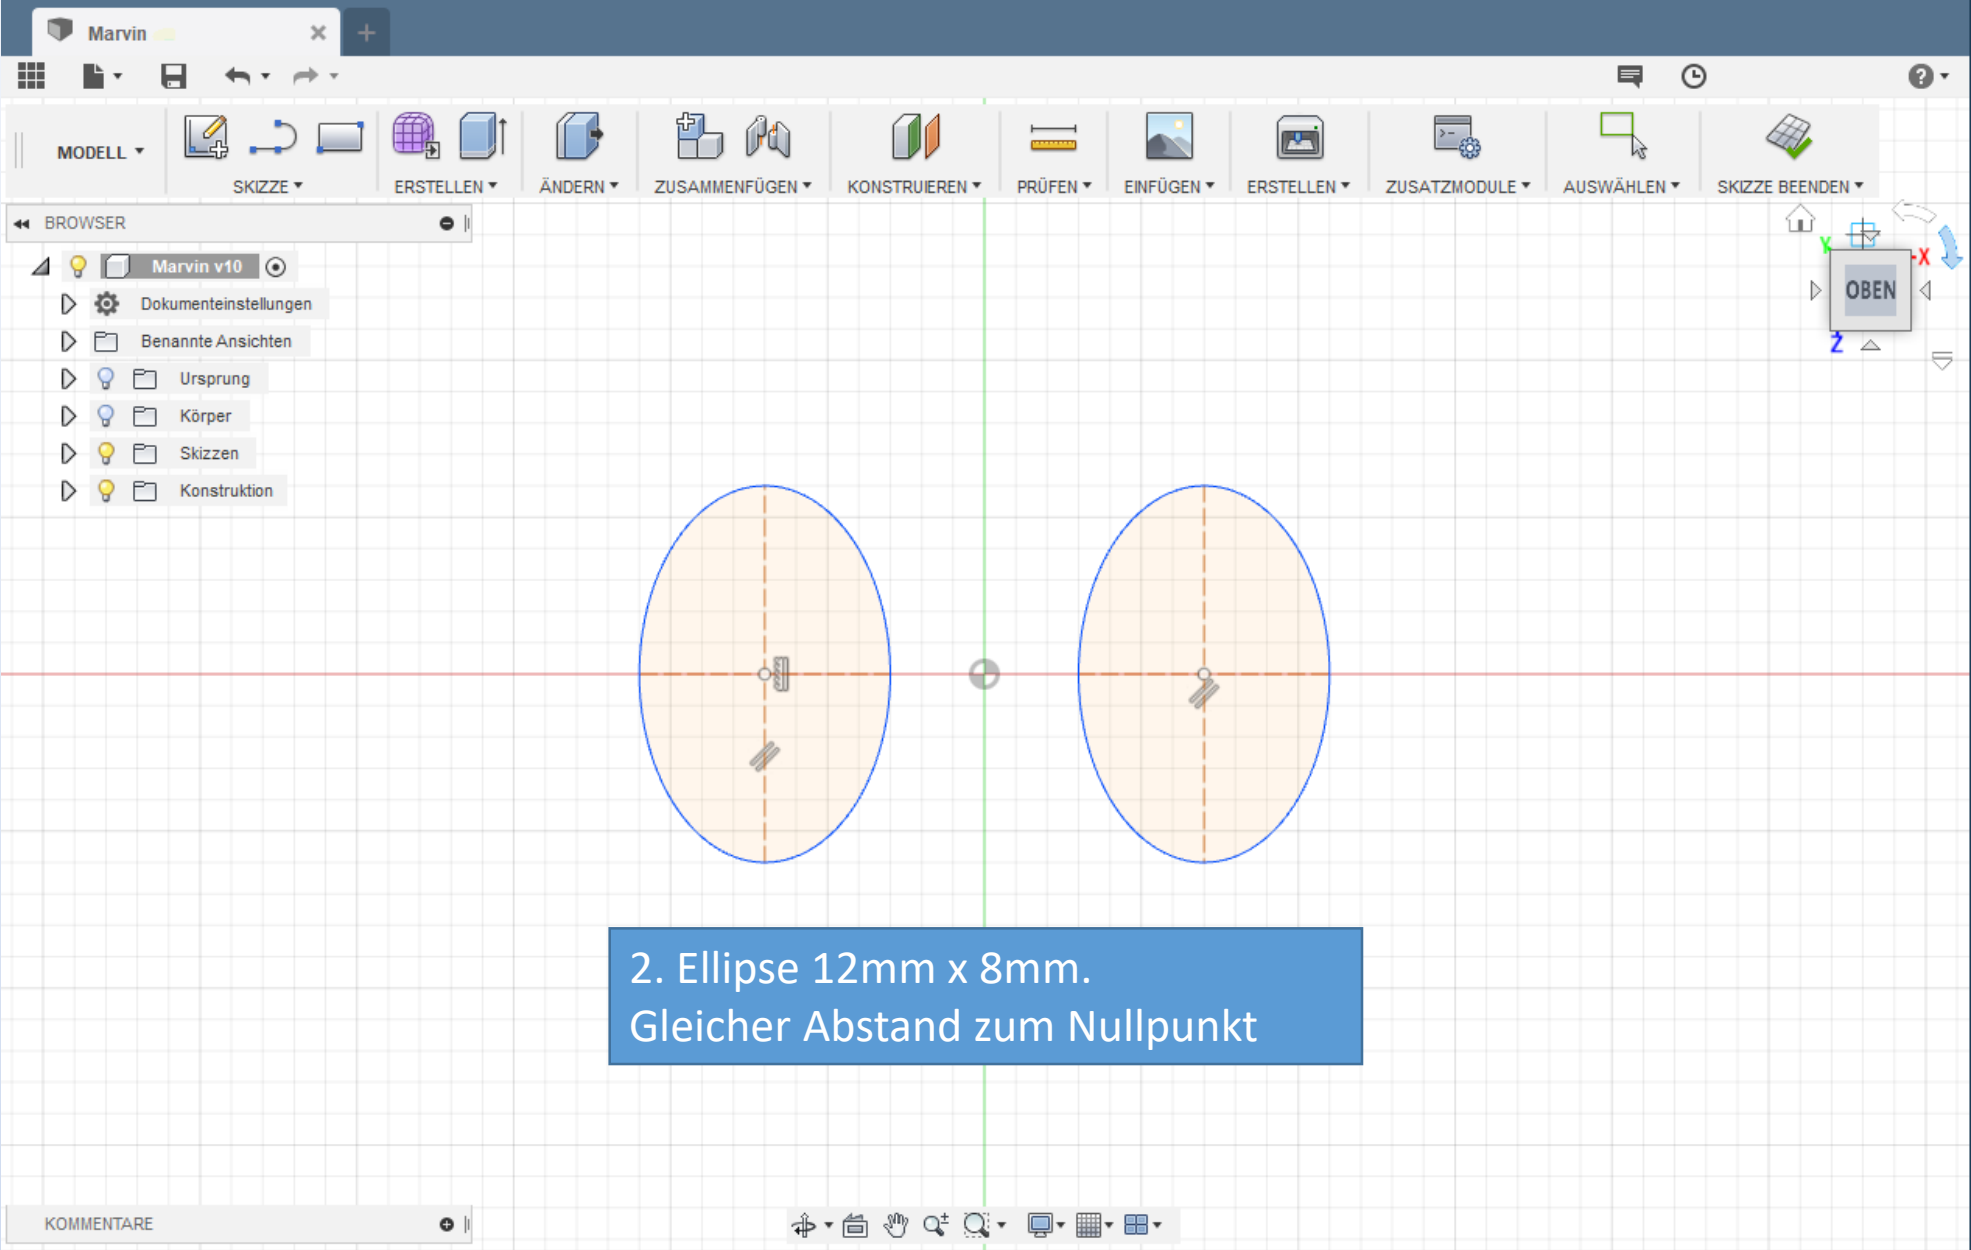 Marvin
MODELL
SKIZZE
ERSTELLEN
ÄNDERN
ZUSAMMENFÜGEN
KONSTRUIEREN
PRÜFEN
EINFÜGEN
ERSTELLEN
ZUSATZMODULE
AUSWÄHLEN
SKIZZE BEENDEN
BROWSER
Marvin v10
Dokumenteinstellungen
Benannte Ansichten
Ursprung
Körper
Skizzen
Konstruktion
Y
-X
OBEN
Z
2. Ellipse 12mm x 8mm.
Gleicher Abstand zum Nullpunkt
KOMMENTARE